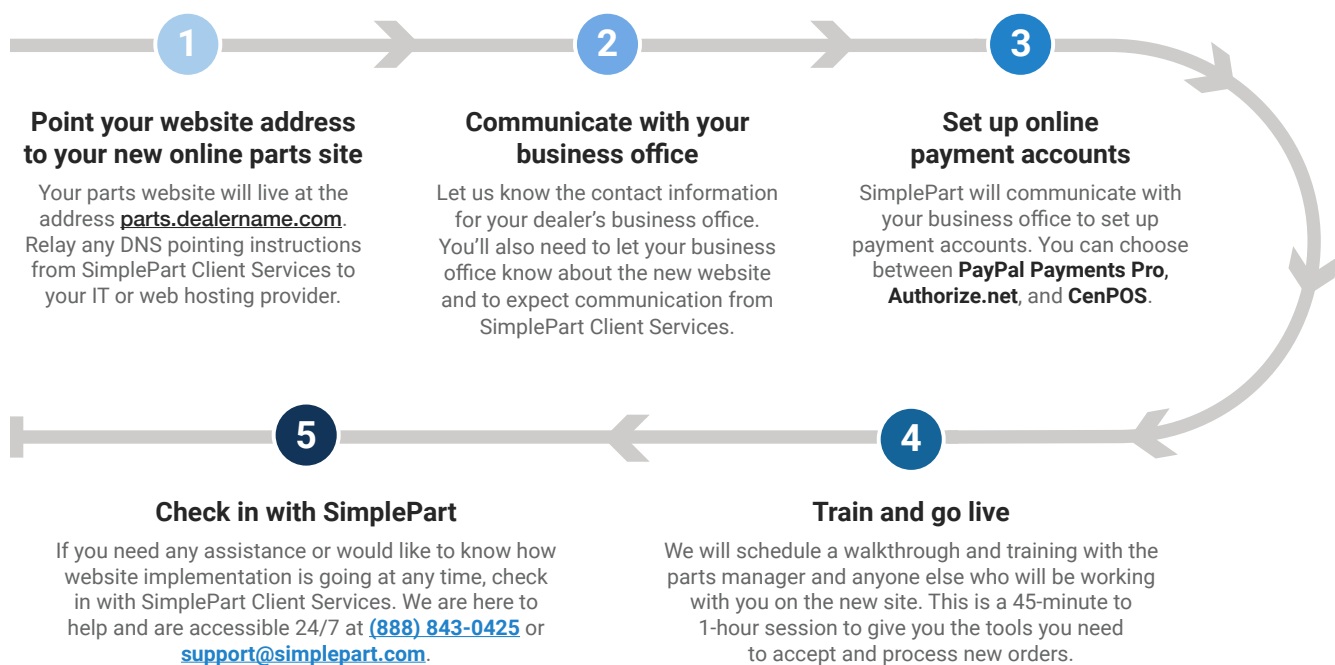 1
Point your website address
to your new online parts site
Your parts website will live at the
address parts.dealername.com.
Relay any DNS pointing instructions
from SimplePart Client Services to
your IT or web hosting provider.
2
Communicate with your
business office
Let us know the contact information
for your dealer's business office.
You'll also need to let your business
office know about the new website
and to expect communication from
SimplePart Client Services.
3
Set up online
payment accounts
SimplePart will communicate with
your business office to set up
payment accounts. You can choose
between PayPal Payments Pro,
Authorize.net, and CenPOS.
4
Train and go live
We will schedule a walkthrough and training with the
parts manager and anyone else who will be working
with you on the new site. This is a 45-minute to
1-hour session to give you the tools you need
to accept and process new orders.
5
Check in with SimplePart
If you need any assistance or would like to know how
website implementation is going at any time, check
in with SimplePart Client Services. We are here to
help and are accessible 24/7 at (888) 843-0425 or
support@simplepart.com.